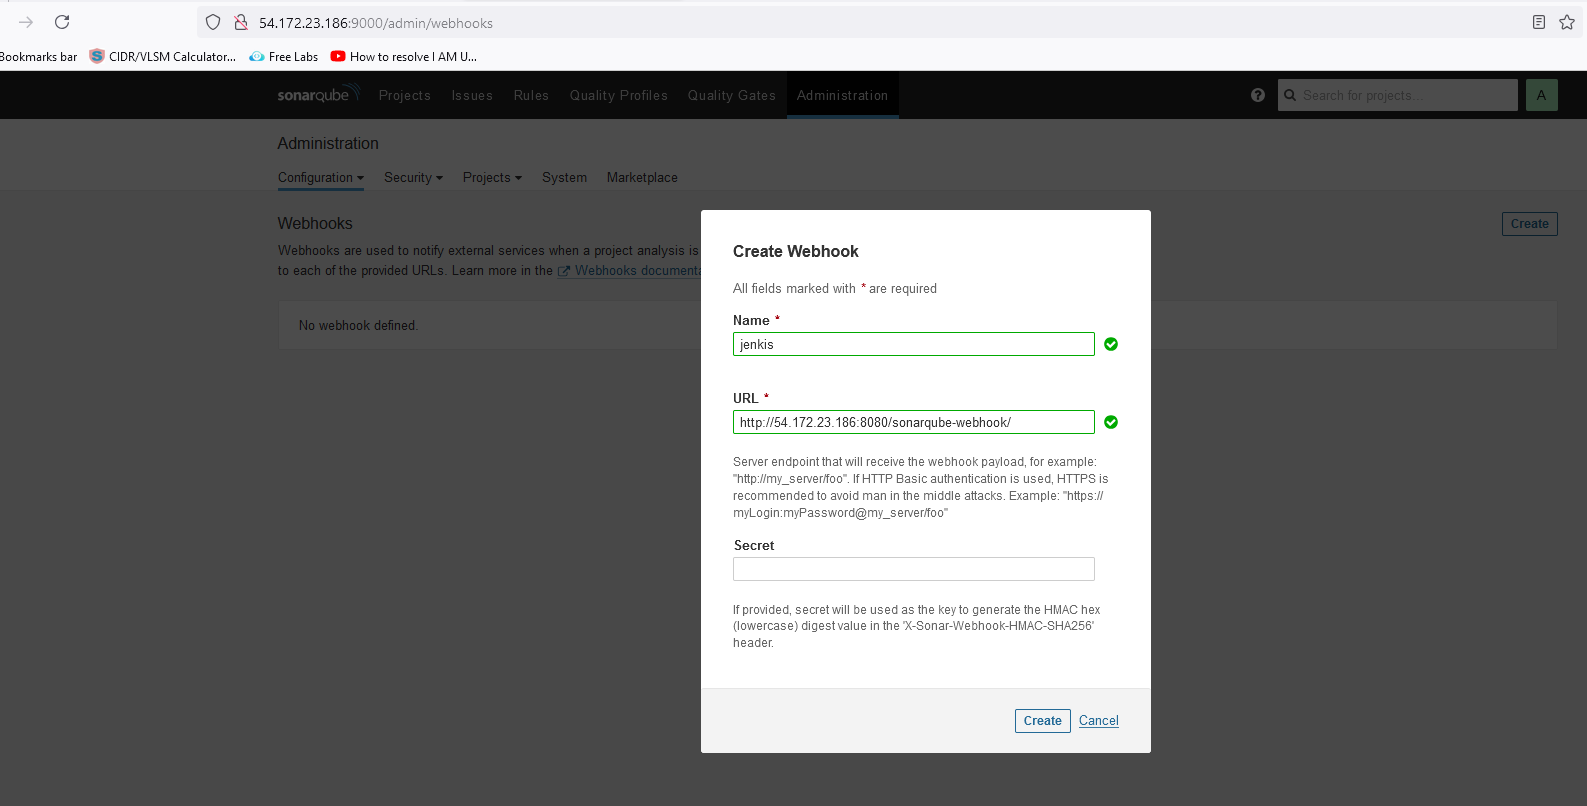 54.172.23.186:9000/admin/webhooks
Bookmarks bar CIDR/VLSM Calculator... Free Labs How to resolve I AM U...
sonarqube Projects Issues Rules Quality Profiles Quality Gates Administration Search for projects... A
Administration
Configuration Security Projects System Marketplace
Webhooks Create
Webhooks are used to notify external services when a project analysis is
to each of the provided URLs. Learn more in the Webhooks documenta
No webhook defined.
Create Webhook
All fields marked with * are required
Name *
jenkis
URL *
http://54.172.23.186:8080/sonarqube-webhook/
Server endpoint that will receive the webhook payload, for example:
"http://my_server/foo". If HTTP Basic authentication is used, HTTPS is
recommended to avoid man in the middle attacks. Example: "https://
myLogin:myPassword@my_server/foo"
Secret
If provided, secret will be used as the key to generate the HMAC hex
(lowercase) digest value in the 'X-Sonar-Webhook-HMAC-SHA256'
header.
Create Cancel